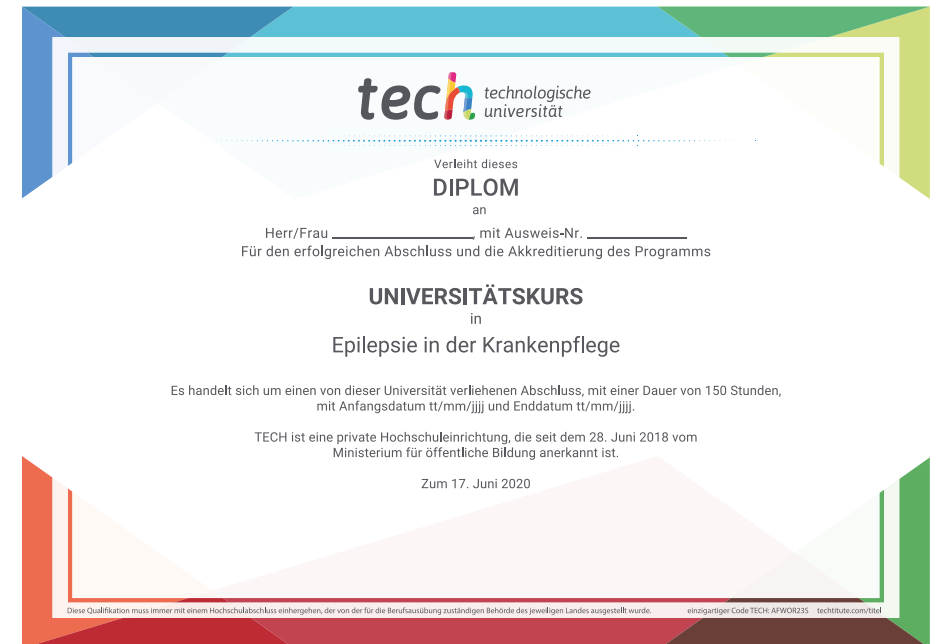 tech technologische
universität
Verleiht dieses
DIPLOM
an
Herr/Frau ____________________, mit Ausweis-Nr. ______________
Für den erfolgreichen Abschluss und die Akkreditierung des Programms
UNIVERSITÄTSKURS
in
Epilepsie in der Krankenpflege
Es handelt sich um einen von dieser Universität verliehenen Abschluss, mit einer Dauer von 150 Stunden,
mit Anfangsdatum tt/mm/jjjj und Enddatum tt/mm/jjjj.
TECH ist eine private Hochschuleinrichtung, die seit dem 28. Juni 2018 vom
Ministerium für öffentliche Bildung anerkannt ist.
Zum 17. Juni 2020
Diese Qualifikation muss immer mit einem Hochschulabschluss einhergehen, der von der für die Berufsausübung zuständigen Behörde des jeweiligen Landes ausgestellt wurde. einzigartiger Code TECH: AFWOR23S techtitute.com/titel